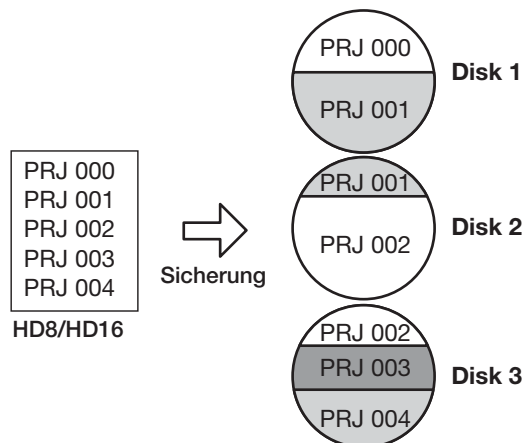 PRJ 000
PRJ 001
PRJ 002
PRJ 003
PRJ 004
HD8/HD16
Sicherung
PRJ 000
Disk 1
PRJ 001
PRJ 001
Disk 2
PRJ 002
PRJ 002
PRJ 003
Disk 3
PRJ 004